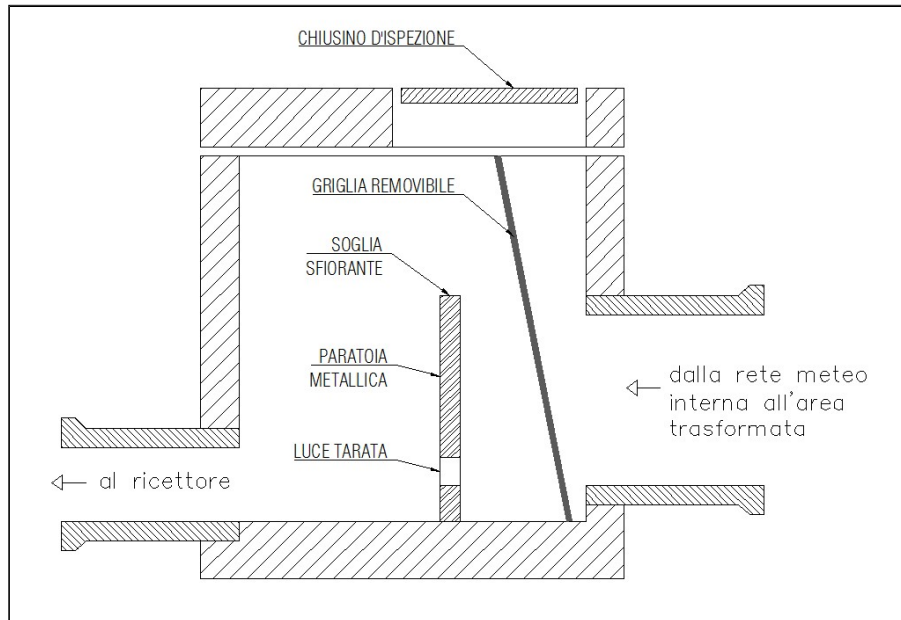 CHIUSINO D'ISPEZIONE
GRIGLIA REMOVIBILE
SOGLIA
SFIORANTE
PARATOIA
METALLICA
dalla rete meteo
interna all'area
trasformata
LUCE TARATA
al ricettore